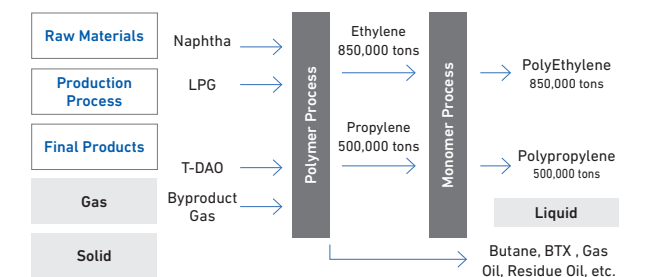 Raw Materials
Production
Process
Final Products
Gas
Solid
Naphtha
LPG
T-DAO
Byproduct
Gas
Polymer Process
Ethylene
850,000 tons
Propylene
500,000 tons
Monomer Process
PolyEthylene
850,000 tons
Polypropylene
500,000 tons
Liquid
Butane, BTX , Gas
Oil, Residue Oil, etc.